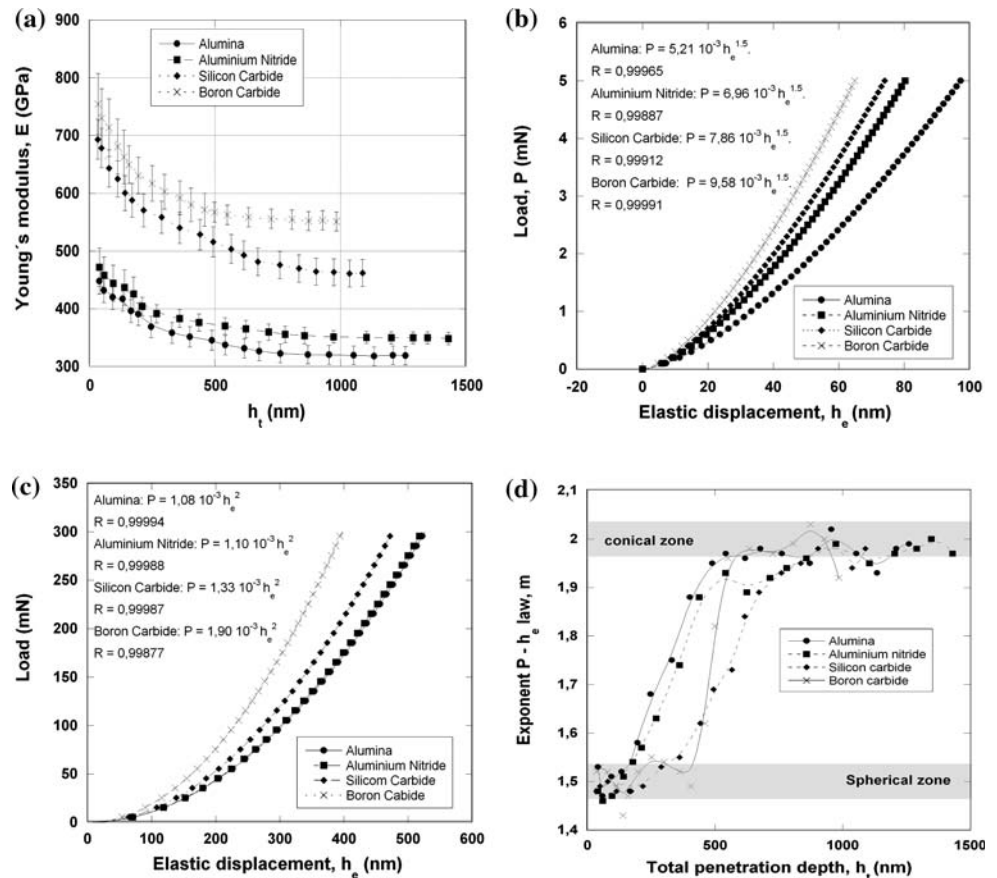 (a)
900
800
700
600
500
400
300
Young´s modulus, E (GPa)
Alumina
Aluminium Nitride
Silicon Carbide
Boron Carbide
0
500
1000
1500
h_t (nm)
(b)
6
5
4
3
2
1
0
Load, P (mN)
Alumina: P = 5,21 10^-3 h_e^1.5.
R = 0,99965
Aluminium Nitride: P = 6,96 10^-3 h_e^1.5.
R = 0,99887
Silicon Carbide: P = 7,86 10^-3 h_e^1.5.
R = 0,99912
Boron Carbide: P = 9,58 10^-3 h_e^1.5.
R = 0,99991
Alumina
Aluminium Nitride
Silicon Carbide
Boron Carbide
-20
0
20
40
60
80
100
Elastic displacement, h_e (nm)
(c)
350
300
250
200
150
100
50
0
Load (mN)
Alumina: P = 1,08 10^-3 h_e^2
R = 0,99994
Aluminium Nitride: P = 1,10 10^-3 h_e^2
R = 0,99988
Silicon Carbide: P = 1,33 10^-3 h_e^2
R = 0,99987
Boron Carbide: P = 1,90 10^-3 h_e^2
R = 0,99877
Alumina
Aluminium Nitride
Silicom Carbide
Boron Cabide
0
100
200
300
400
500
600
Elastic displacement, h_e (nm)
(d)
2,1
2
1,9
1,8
1,7
1,6
1,5
1,4
Exponent P - h_e law, m
conical zone
Alumina
Aluminium nitride
Silicon carbide
Boron carbide
Spherical zone
0
500
1000
1500
Total penetration depth, h_t (nm)